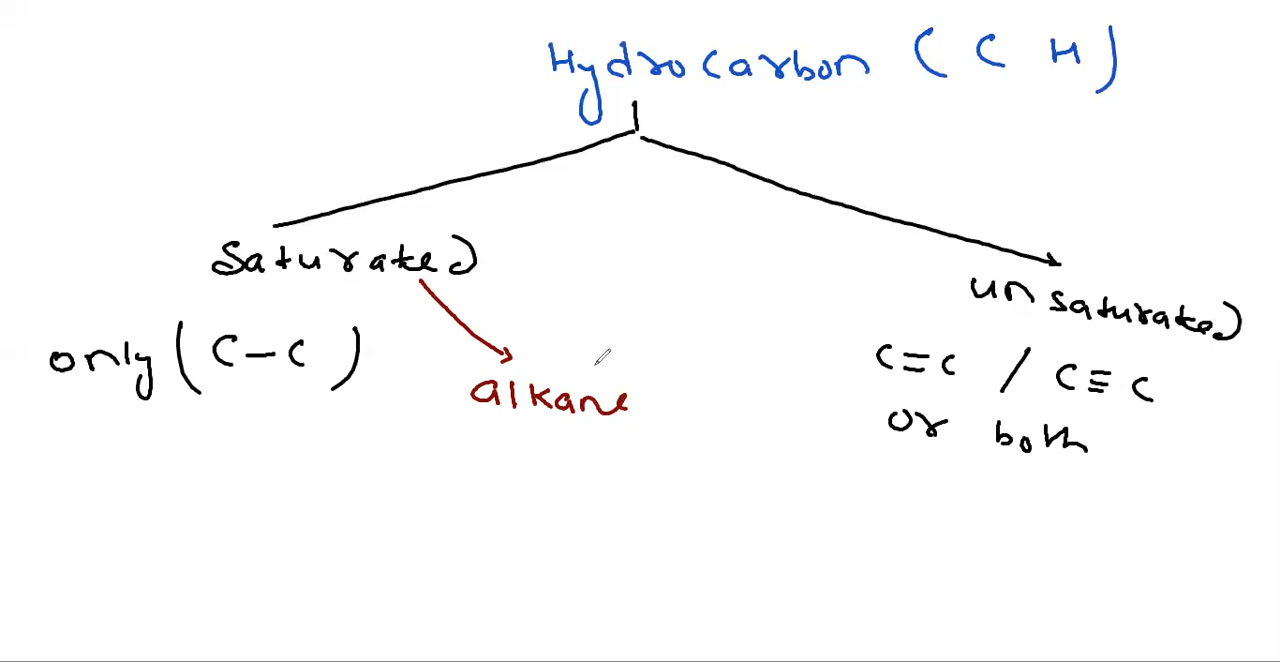 Hydrocarbon ( C H )
Saturated
unsaturated
only ( C – C )
alkane
C=C / C≡C
or both